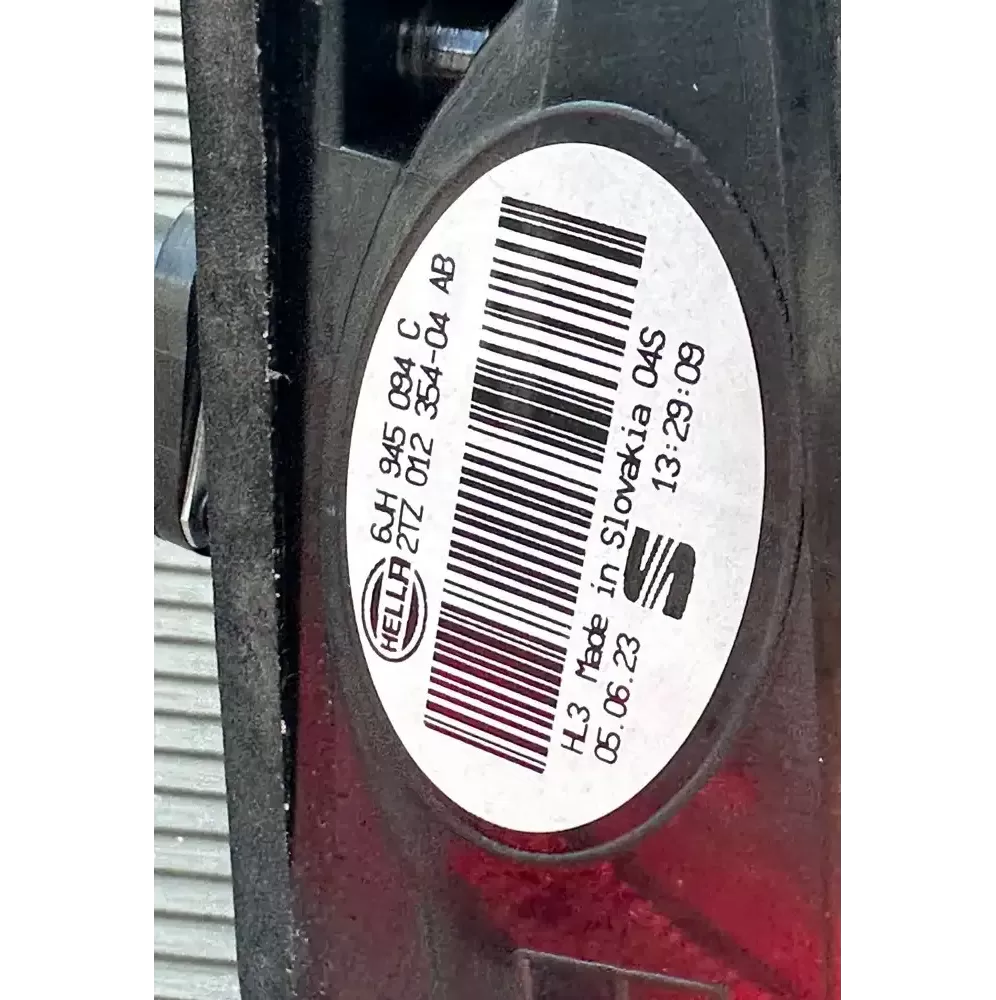 HELLA
6JH 945 094 C
2TZ 012 354-04 AB
HL3 Made in Slovakia 04S
05.06.23 S 13:29:09